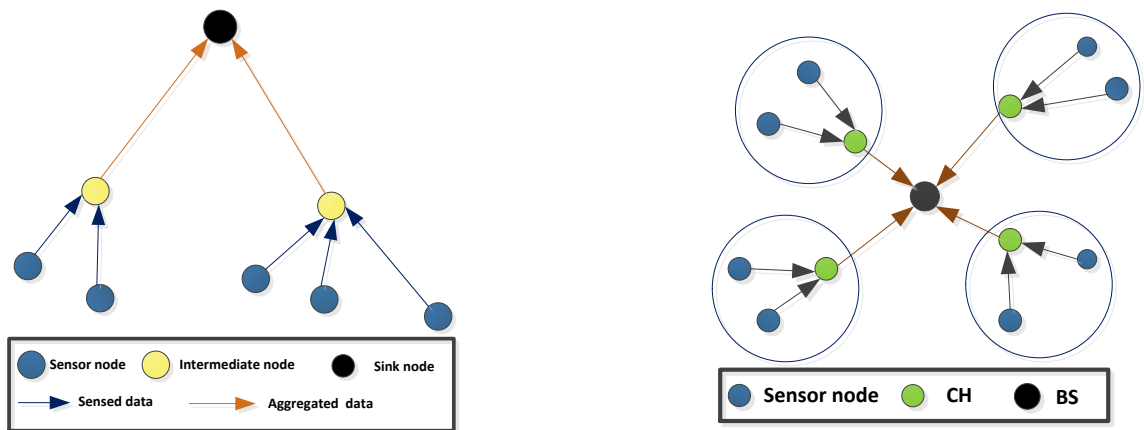 Sensor node Intermediate node Sink node
Sensed data Aggregated data
Sensor node CH BS